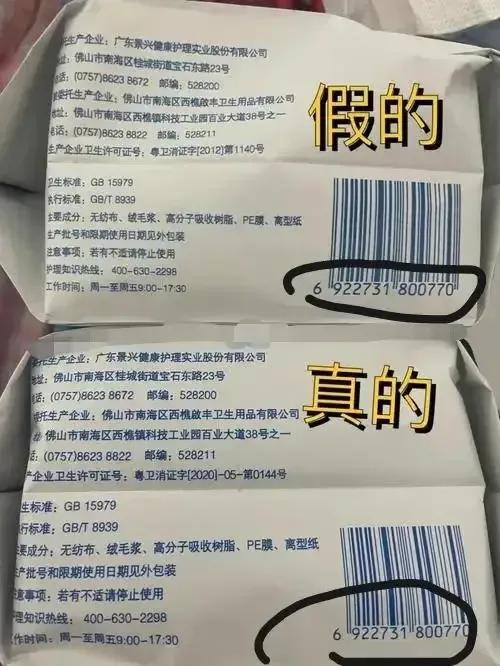 托生产企业：广东景兴健康护理实业股份有限公司
址：佛山市南海区桂城街道宝石东路23号
话：(0757)8623 8672 邮编：528200
委托生产企业：佛山市南海区西樵啟丰卫生用品有限公司
址：佛山市南海区西樵镇科技工业园百业大道38号之一
电话：(0757)8623 8822 邮编：528211
生产企业卫生许可证号：粤卫消证字[2012]第1140号
假的
卫生标准：GB 15979
执行标准：GB/T 8939
主要成分：无纺布、绒毛浆、高分子吸收树脂、PE膜、离型纸
生产批号和限期使用日期见外包装
注意事项：若有不适请停止使用
护理知识热线：400-630-2298
工作时间：周一至周五9:00-17:30
6 922731 800770
托生产企业：广东景兴健康护理实业股份有限公司
地址：佛山市南海区桂城街道宝石东路23号
话：(0757)8623 8672 邮编：528200
委托生产企业：佛山市南海区西樵啟丰卫生用品有限公司
址：佛山市南海区西樵镇科技工业园百业大道38号之一
话：(0757)8623 8822 邮编：528211
产企业卫生许可证号：粤卫消证字[2020]-05-第0144号
真的
生标准：GB 15979
行标准：GB/T 8939
要成分：无纺布、绒毛浆、高分子吸收树脂、PE膜、离型纸
产批号和限期使用日期见外包装
意事项：若有不适请停止使用
理知识热线：400-630-2298
作时间：周一至周五9:00-17:30
6 922731 800770